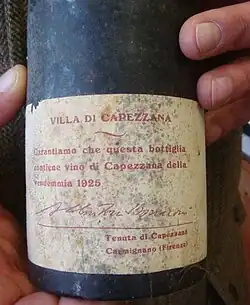 VILLA DI CAPEZZANA
Garantiamo che questa bottiglia
contiene vino di Capezzana della
vendemmia 1925
Tenuta di Capezzana
Carmignano (Firenze)